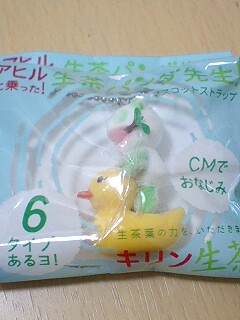 アヒル
に乗った!
生茶パンダ先生
マスコットストラップ
CMで
おなじみ
6
タイプ
あるヨ!
生茶葉の力を、いただきま
キリン生茶